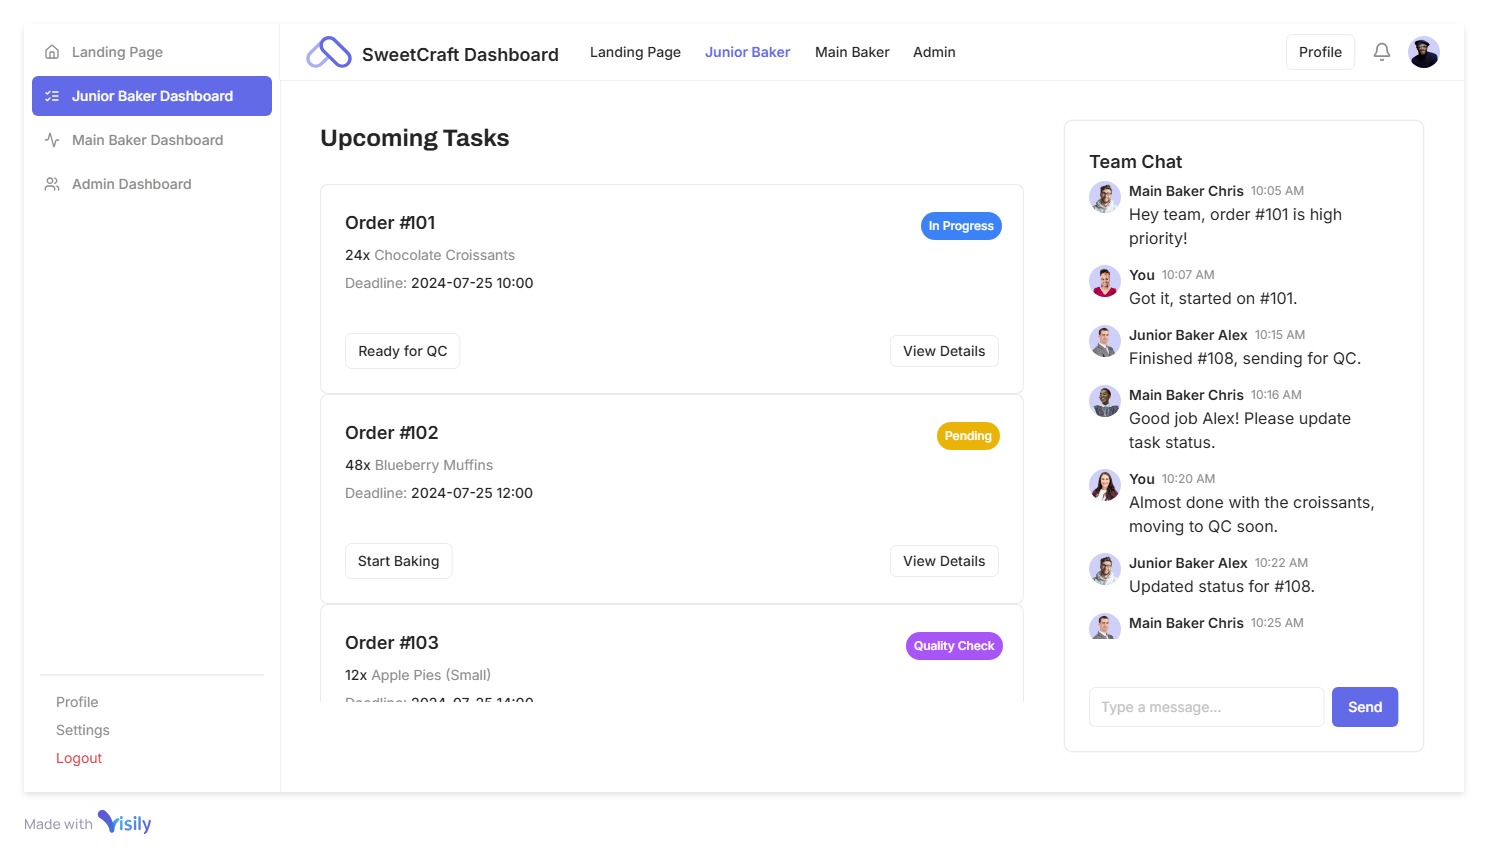 Landing Page
Junior Baker Dashboard
Main Baker Dashboard
Admin Dashboard
Profile
Settings
Logout
SweetCraft Dashboard
Landing Page
Junior Baker
Main Baker
Admin
Profile
Upcoming Tasks
Order #101
In Progress
24x Chocolate Croissants
Deadline: 2024-07-25 10:00
Ready for QC
View Details
Order #102
Pending
48x Blueberry Muffins
Deadline: 2024-07-25 12:00
Start Baking
View Details
Order #103
Quality Check
12x Apple Pies (Small)
Deadline: 2024-07-25 14:00
Team Chat
Main Baker Chris 10:05 AM
Hey team, order #101 is high
priority!
You 10:07 AM
Got it, started on #101.
Junior Baker Alex 10:15 AM
Finished #108, sending for QC.
Main Baker Chris 10:16 AM
Good job Alex! Please update
task status.
You 10:20 AM
Almost done with the croissants,
moving to QC soon.
Junior Baker Alex 10:22 AM
Updated status for #108.
Main Baker Chris 10:25 AM
Type a message...
Send
Made with Visily